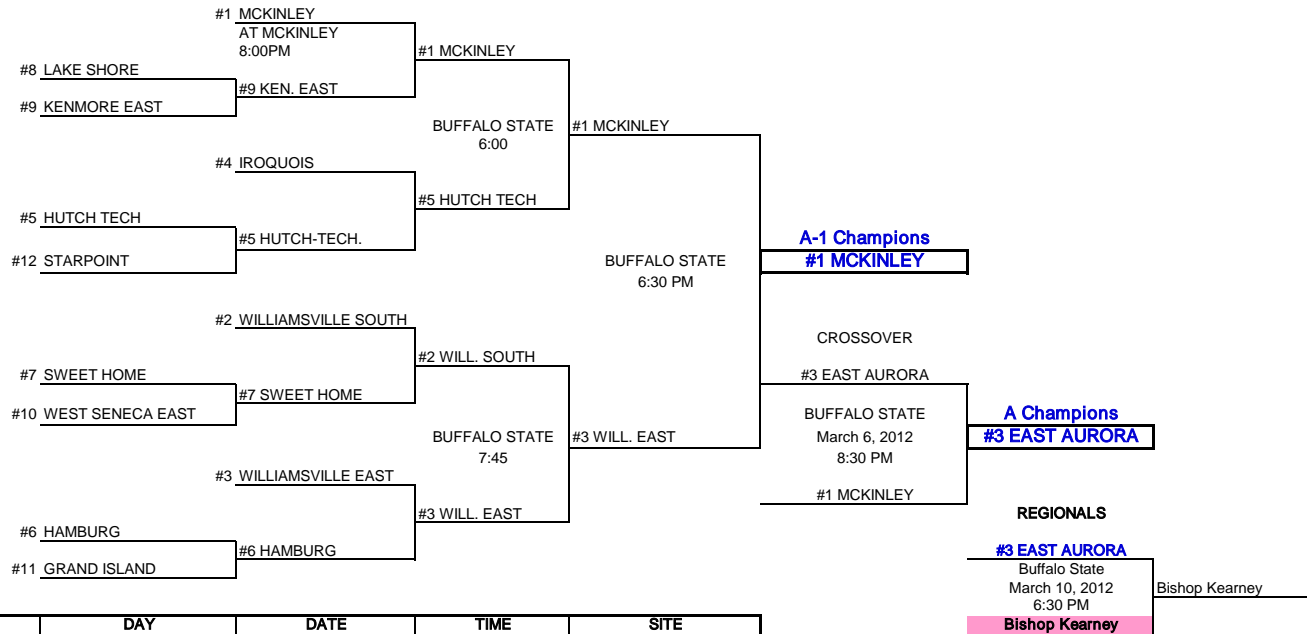 #1 MCKINLEY
AT MCKINLEY
8:00PM
#1 MCKINLEY
#8 LAKE SHORE
#9 KEN. EAST
#9 KENMORE EAST
BUFFALO STATE
6:00
#1 MCKINLEY
#4 IROQUOIS
#5 HUTCH TECH
#5 HUTCH TECH
#5 HUTCH-TECH.
#12 STARPOINT
BUFFALO STATE
6:30 PM
A-1 Champions
#1 MCKINLEY
#2 WILLIAMSVILLE SOUTH
#2 WILL. SOUTH
#7 SWEET HOME
#7 SWEET HOME
#10 WEST SENECA EAST
BUFFALO STATE
7:45
#3 WILL. EAST
#3 WILLIAMSVILLE EAST
#3 WILL. EAST
#6 HAMBURG
#6 HAMBURG
#11 GRAND ISLAND
CROSSOVER
#3 EAST AURORA
BUFFALO STATE
March 6, 2012
8:30 PM
#1 MCKINLEY
A Champions
#3 EAST AURORA
REGIONALS
#3 EAST AURORA
Buffalo State
March 10, 2012
6:30 PM
Bishop Kearney
Bishop Kearney
DAY DATE TIME SITE